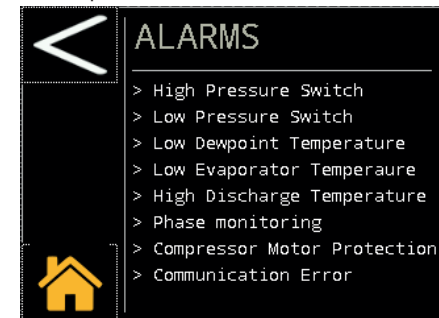 ALARMS
> High Pressure Switch
> Low Pressure Switch
> Low Dewpoint Temperature
> Low Evaporator Temperaure
> High Discharge Temperature
> Phase monitoring
> Compressor Motor Protection
> Communication Error